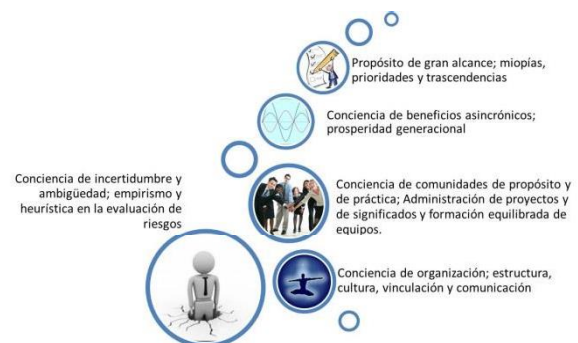 Propósito de gran alcance; miopías,
prioridades y trascendencias
Conciencia de beneficios asincrónicos;
prosperidad generacional
Conciencia de incertidumbre y
ambigüedad; empirismo y
heurística en la evaluación de
riesgos
Conciencia de comunidades de propósito y
de práctica; Administración de proyectos y
de significados y formación equilibrada de
equipos.
Conciencia de organización; estructura,
cultura, vinculación y comunicación